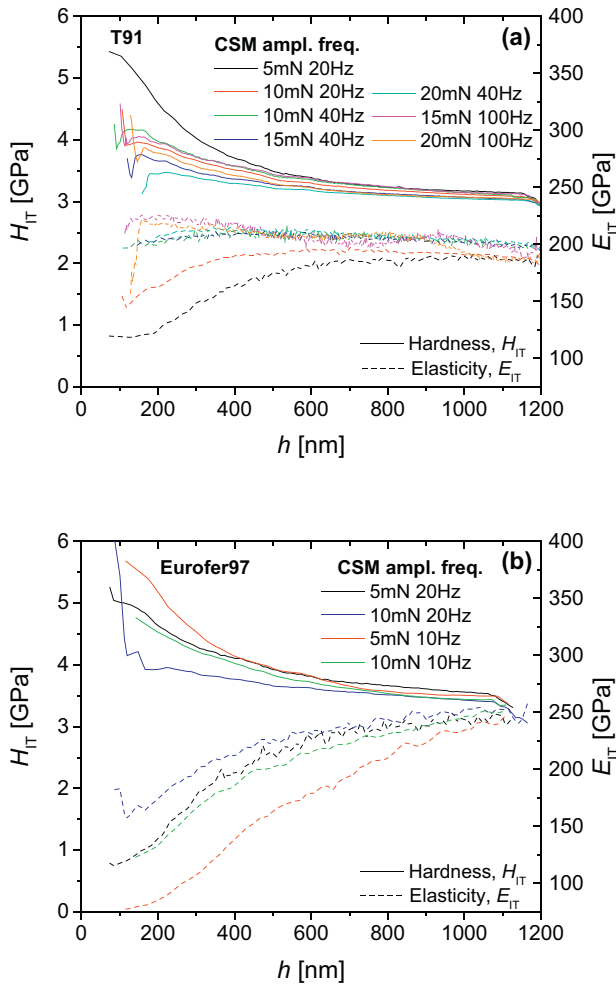 T91
(a)
CSM ampl. freq.
5mN 20Hz
10mN 20Hz
20mN 40Hz
10mN 40Hz
15mN 100Hz
15mN 40Hz
20mN 100Hz
Hardness, H_IT
Elasticity, E_IT
H_IT [GPa]
6
5
4
3
2
1
0
E_IT [GPa]
400
350
300
250
200
150
100
0 200 400 600 800 1000 1200
h [nm]
Eurofer97
(b)
CSM ampl. freq.
5mN 20Hz
10mN 20Hz
5mN 10Hz
10mN 10Hz
Hardness, H_IT
Elasticity, E_IT
H_IT [GPa]
6
5
4
3
2
1
0
E_IT [GPa]
400
350
300
250
200
150
100
0 200 400 600 800 1000 1200
h [nm]